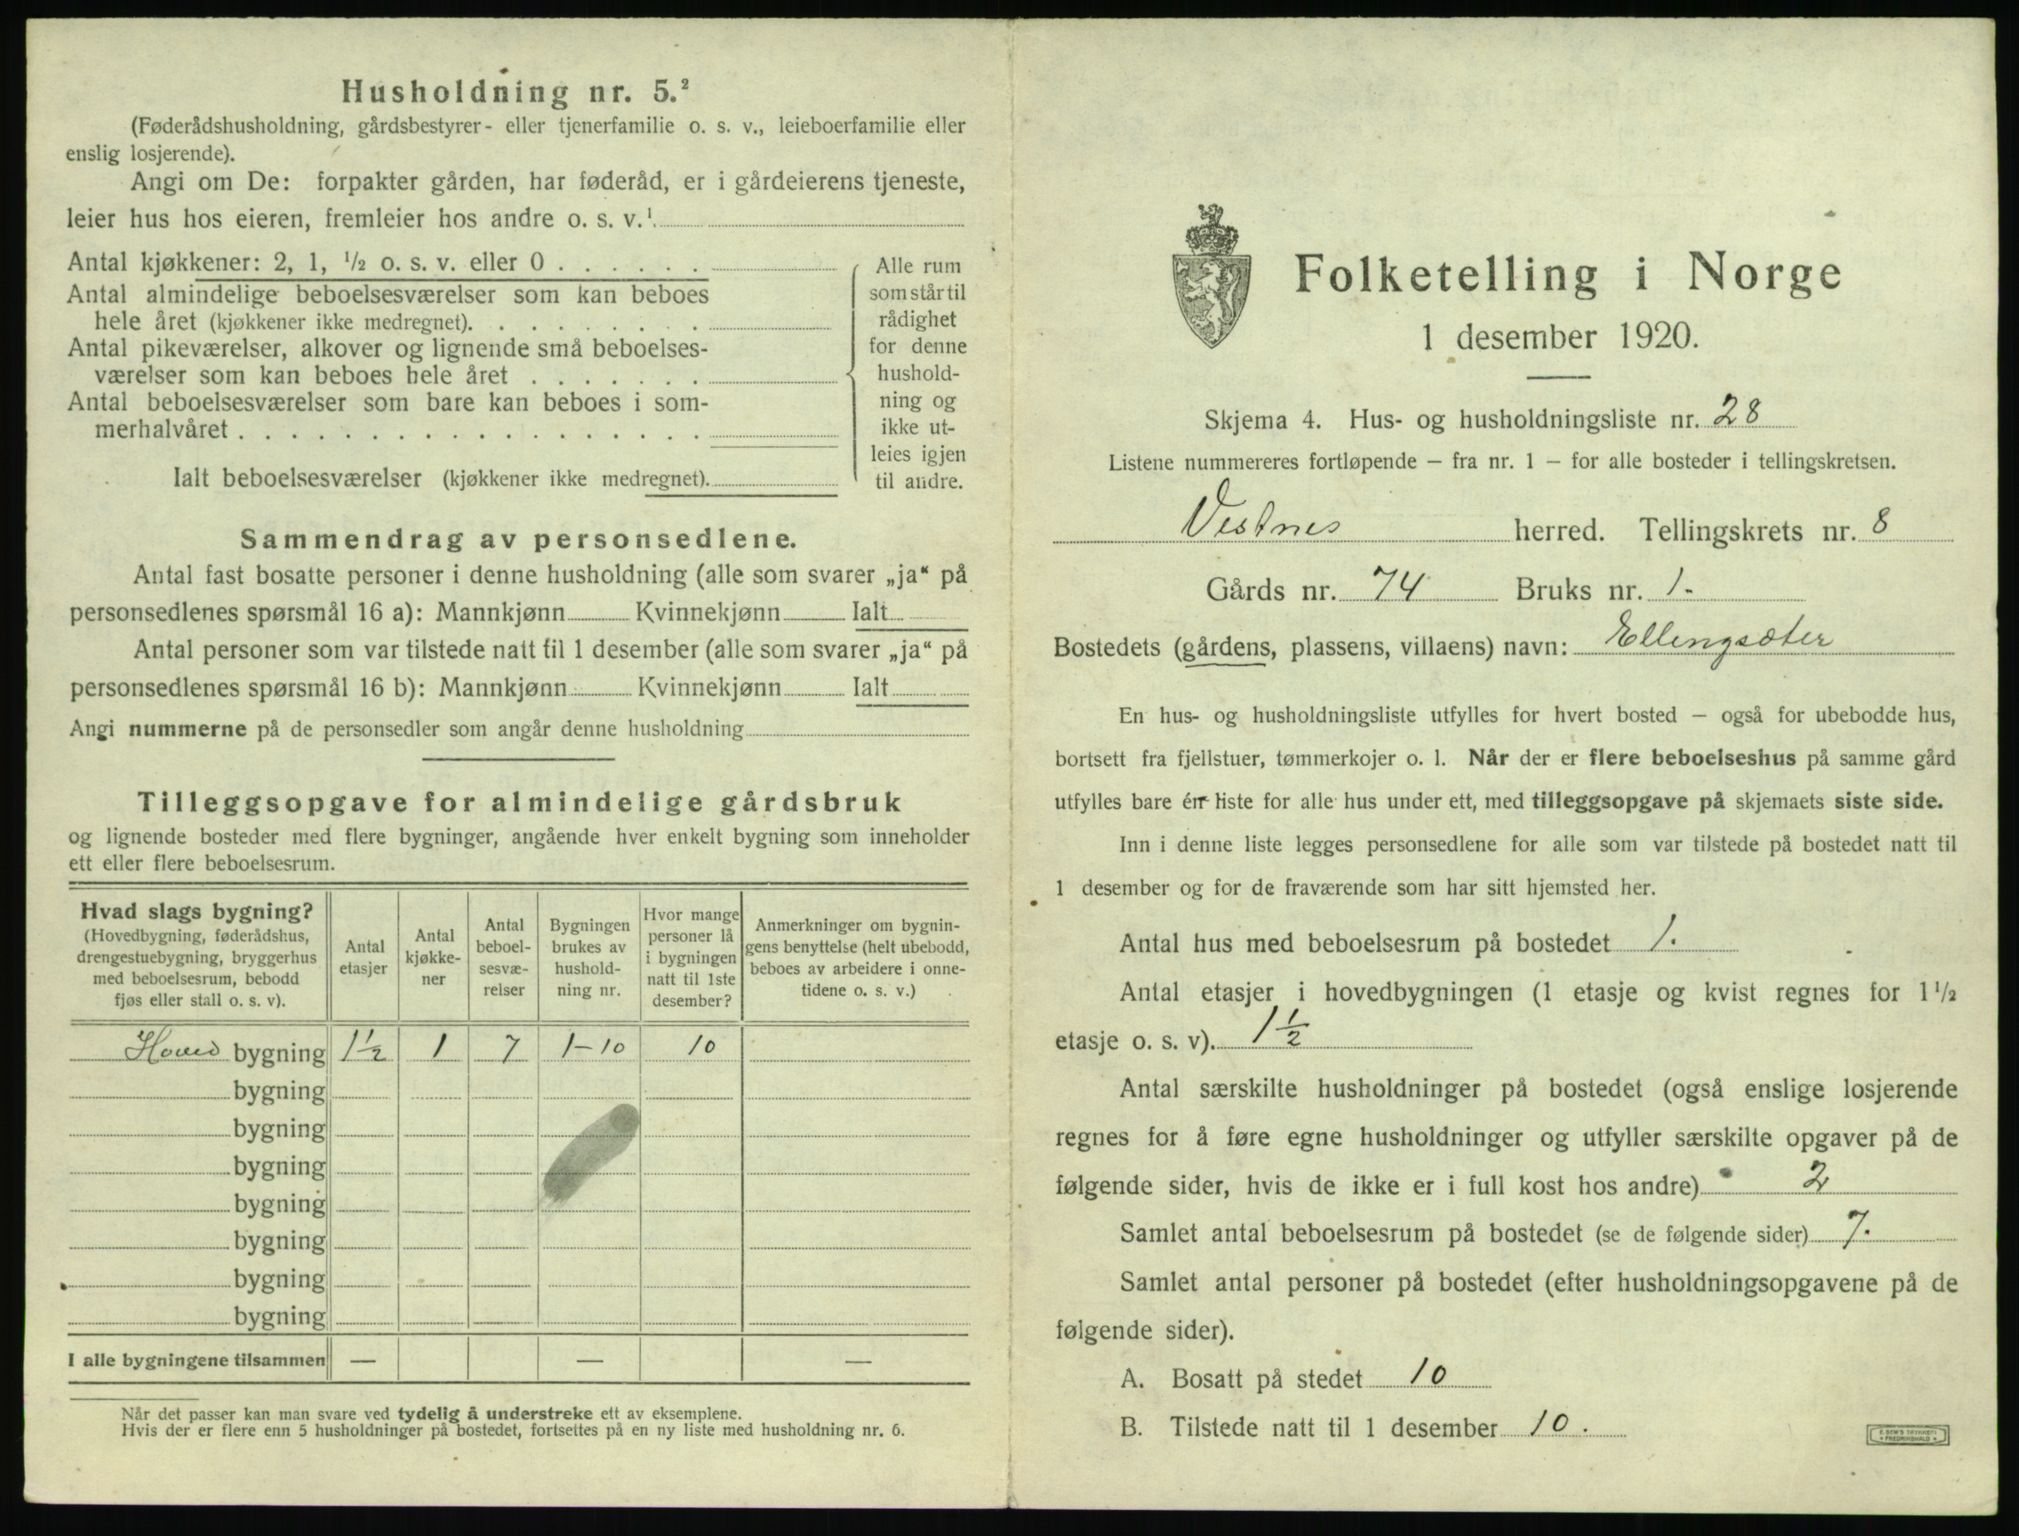 Husholdning nr. 5.²
(Føderådshusholdning, gårdsbestyrer- eller tjenerfamilie o. s. v., leieboerfamilie eller
enslig losjerende).
Angi om De: forpakter gården, har føderåd, er i gårdeierens tjeneste,
leier hus hos eieren, fremleier hos andre o. s. v.¹
Antal kjøkkener: 2, 1, ½ o. s. v. eller 0 . . . . . .
Antal almindelige beboelsesværelser som kan beboes
hele året (kjøkkener ikke medregnet). . . . . . . . .
Antal pikeværelser, alkover og lignende små beboelses-
værelser som kan beboes hele året . . . . . . .
Antal beboelsesværelser som bare kan beboes i som-
merhalvåret . . . . . . . . . . . . . . . . . .
Ialt beboelsesværelser (kjøkkener ikke medregnet).
Alle rum
som står til
rådighet
for denne
hushold-
ning og
ikke ut-
leies igjen
til andre.
Sammendrag av personsedlene.
Antal fast bosatte personer i denne husholdning (alle som svarer „ja“ på
personsedlenes spørsmål 16 a): Mannkjønn Kvinnekjønn Ialt
Antal personer som var tilstede natt til 1 desember (alle som svarer „ja“ på
personsedlenes spørsmål 16 b): Mannkjønn Kvinnekjønn Ialt
Angi nummerne på de personsedler som angår denne husholdning
Tilleggsopgave for almindelige gårdsbruk
og lignende bosteder med flere bygninger, angående hver enkelt bygning som inneholder
ett eller flere beboelsesrum.
Hvad slags bygning?
(Hovedbygning, føderådshus,
drengestuebygning, bryggerhus
med beboelsesrum, bebodd
fjøs eller stall o. s. v).
Antal
etasjer
Antal
kjøkke-
ner
Antal
beboel-
sesvæ-
relser
Bygningen
brukes av
hushold-
ning nr.
Hvor mange
personer lå
i bygningen
natt til 1ste
desember?
Anmerkninger om bygnin-
gens benyttelse (helt ubebodd,
beboes av arbeidere i onne-
tidene o. s. v.)
Hoved bygning 1½ 1 7 1-10 10
bygning
bygning
bygning
bygning
bygning
bygning
bygning
I alle bygningene tilsammen — — —
Når det passer kan man svare ved tydelig å understreke ett av eksemplene.
Hvis der er flere enn 5 husholdninger på bostedet, fortsettes på en ny liste med husholdning nr. 6.
Folketelling i Norge
1 desember 1920.
Skjema 4. Hus- og husholdningsliste nr. 28
Listene nummereres fortløpende – fra nr. 1 – for alle bosteder i tellingskretsen.
Vestnes herred. Tellingskrets nr. 8
Gårds nr. 74 Bruks nr. 1.
Bostedets (gårdens, plassens, villaens) navn: Ellingsæter
En hus- og husholdningsliste utfylles for hvert bosted – også for ubebodde hus,
bortsett fra fjellstuer, tømmerkojer o. l. Når der er flere beboelseshus på samme gård
utfylles bare én liste for alle hus under ett, med tilleggsopgave på skjemaets siste side.
Inn i denne liste legges personsedlene for alle som var tilstede på bostedet natt til
1 desember og for de fraværende som har sitt hjemsted her.
Antal hus med beboelsesrum på bostedet 1.
Antal etasjer i hovedbygningen (1 etasje og kvist regnes for 1½
etasje o. s. v). 1½
Antal særskilte husholdninger på bostedet (også enslige losjerende
regnes for å føre egne husholdninger og utfyller særskilte opgaver på de
følgende sider, hvis de ikke er i full kost hos andre) 2
Samlet antal beboelsesrum på bostedet (se de følgende sider) 7.
Samlet antal personer på bostedet (efter husholdningsopgavene på de
følgende sider).
A. Bosatt på stedet 10
B. Tilstede natt til 1 desember 10.